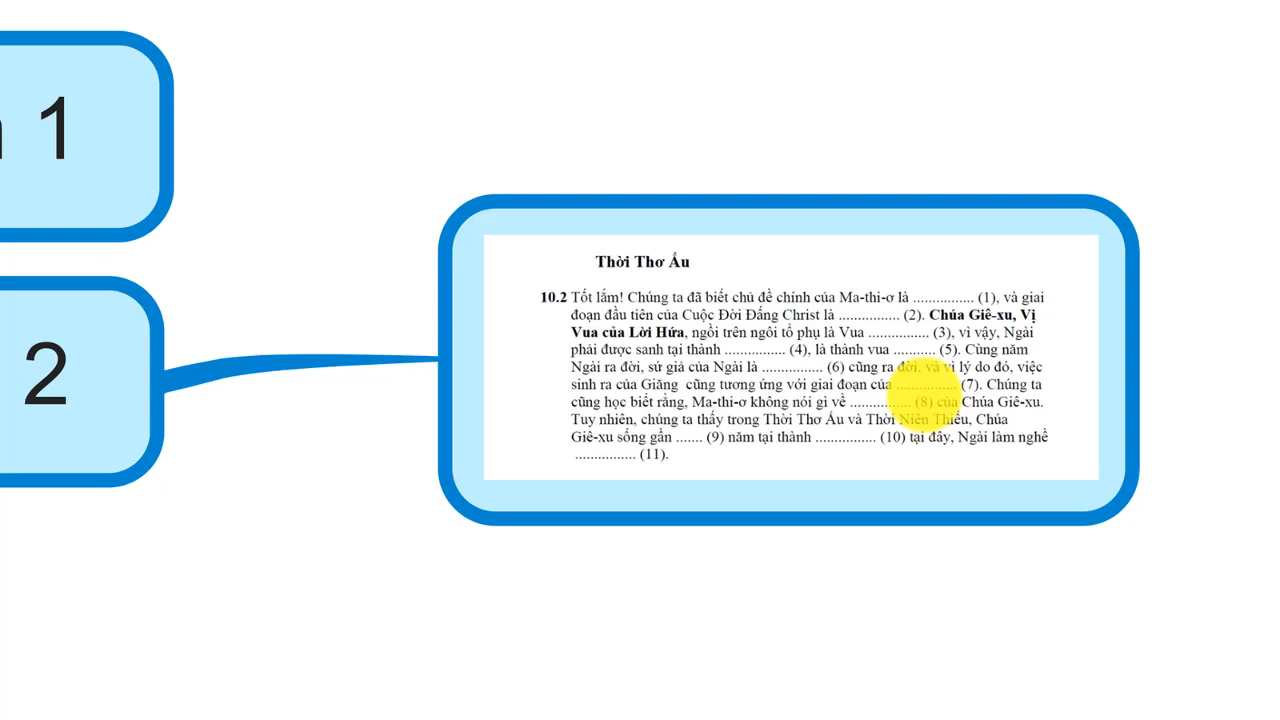 1
2
Thời Thơ Ấu
10.2 Tốt lắm! Chúng ta đã biết chủ đề chính của Ma-thi-ơ là ................ (1), và giai
đoạn đầu tiên của Cuộc Đời Đấng Christ là ................ (2). Chúa Giê-xu, Vị
Vua của Lời Hứa, ngồi trên ngôi tổ phụ là Vua ................ (3), vì vậy, Ngài
phải được sanh tại thành ................ (4), là thành vua ........... (5). Cùng năm
Ngài ra đời, sứ giả của Ngài là ................ (6) cũng ra đời, và vì lý do đó, việc
sinh ra của Giăng cũng tương ứng với giai đoạn của ................ (7). Chúng ta
cũng học biết rằng, Ma-thi-ơ không nói gì về ................ (8) của Chúa Giê-xu.
Tuy nhiên, chúng ta thấy trong Thời Thơ Ấu và Thời Niên Thiếu, Chúa
Giê-xu sống gần ....... (9) năm tại thành ................ (10) tại đây, Ngài làm nghề
................ (11).